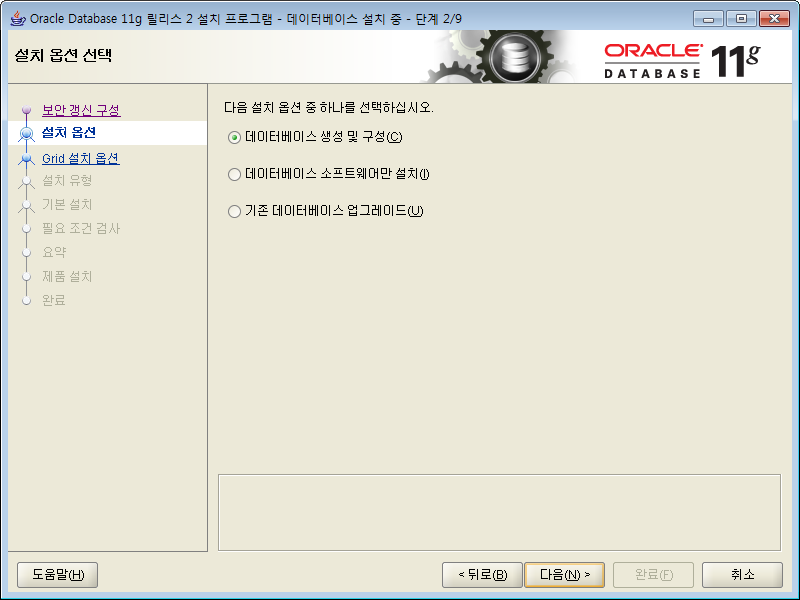 Oracle Database 11g 릴리스 2 설치 프로그램 - 데이터베이스 설치 중 - 단계 2/9
설치 옵션 선택
ORACLE
DATABASE
11g
보안 갱신 구성
설치 옵션
Grid 설치 옵션
설치 유형
기본 설치
필요 조건 검사
요약
제품 설치
완료
다음 설치 옵션 중 하나를 선택하십시오.
데이터베이스 생성 및 구성(C)
데이터베이스 소프트웨어만 설치(I)
기존 데이터베이스 업그레이드(U)
도움말(H)
< 뒤로(B)
다음(N) >
완료(F)
취소